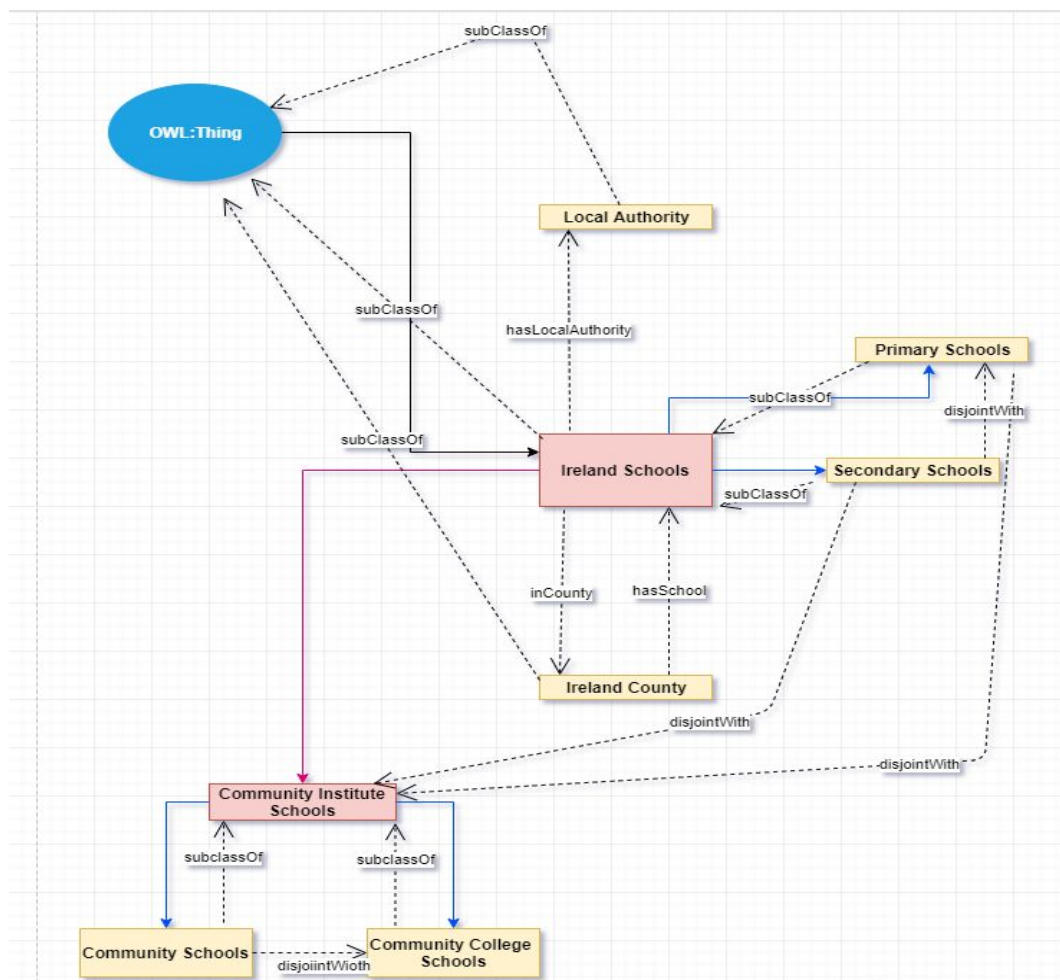 subClassOf
OWL:Thing
Local Authority
subClassOf
hasLocalAuthority
Primary Schools
subClassOf
disjointWith
subClassOf
Ireland Schools
Secondary Schools
subClassOf
inCounty
hasSchool
Ireland County
disjointWith
disjointWith
Community Institute
Schools
subclassOf
subclassOf
Community Schools
Community College
Schools
disjoiintWioth